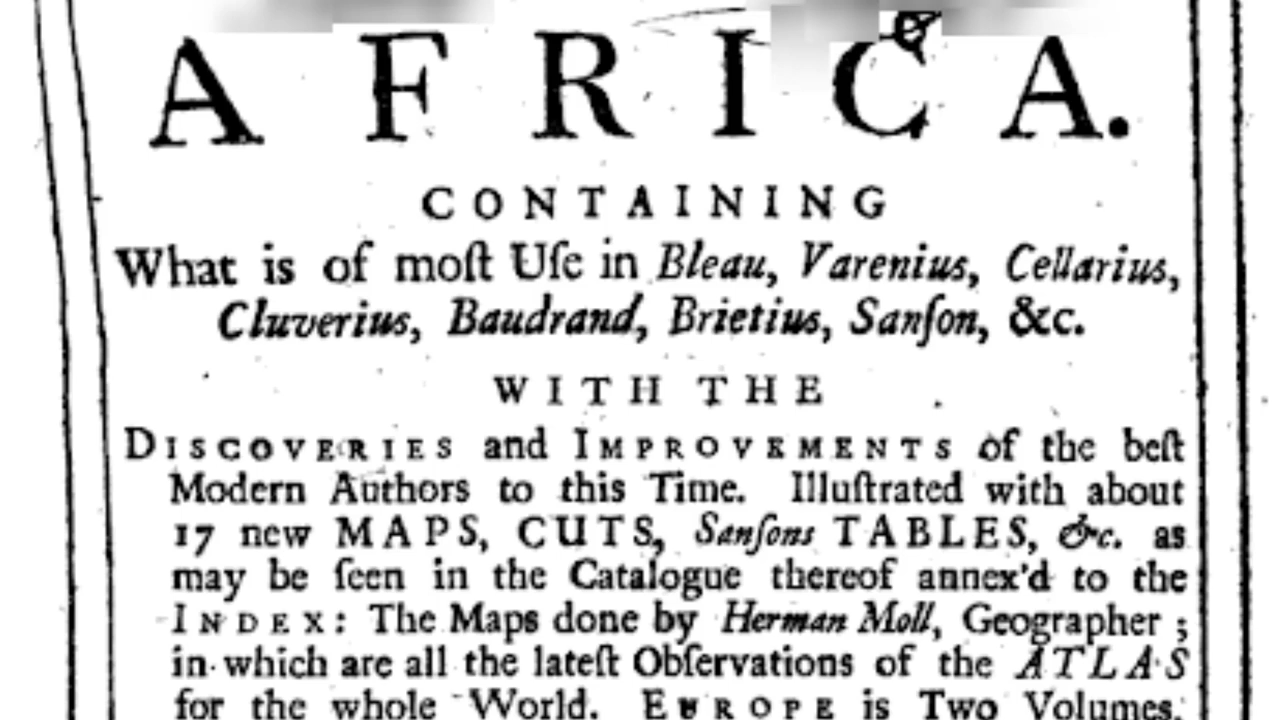 AFRICA.
CONTAINING
What is of moſt Uſe in Bleau, Varenius, Cellarius,
Cluverius, Baudrand, Brietius, Sanſon, &c.
WITH THE
DISCOVERIES and IMPROVEMENTS of the beſt
Modern Authors to this Time. Illuſtrated with about
17 new MAPS, CUTS, Sanſons TABLES, &c. as
may be ſeen in the Catalogue thereof annex'd to the
INDEX: The Maps done by Herman Moll, Geographer;
in which are all the lateſt Obſervations of the ATLAS
for the whole World. EUROPE is Two Volumes.